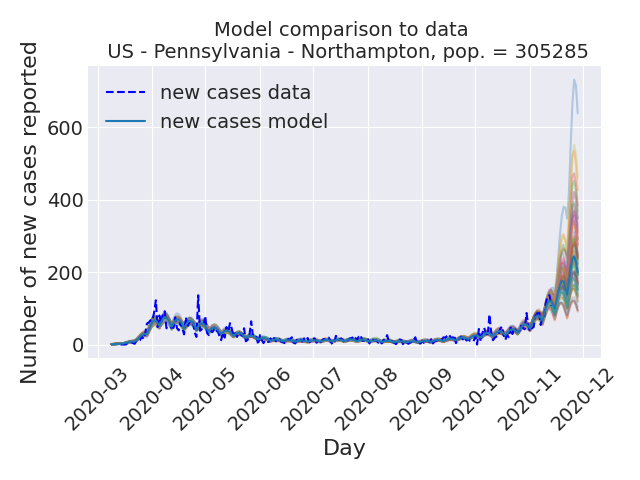 Model comparison to data
US - Pennsylvania - Northampton, pop. = 305285
new cases data
new cases model
Number of new cases reported
600
400
200
0
2020-03
2020-04
2020-05
2020-06
2020-07
2020-08
2020-09
2020-10
2020-11
2020-12
Day